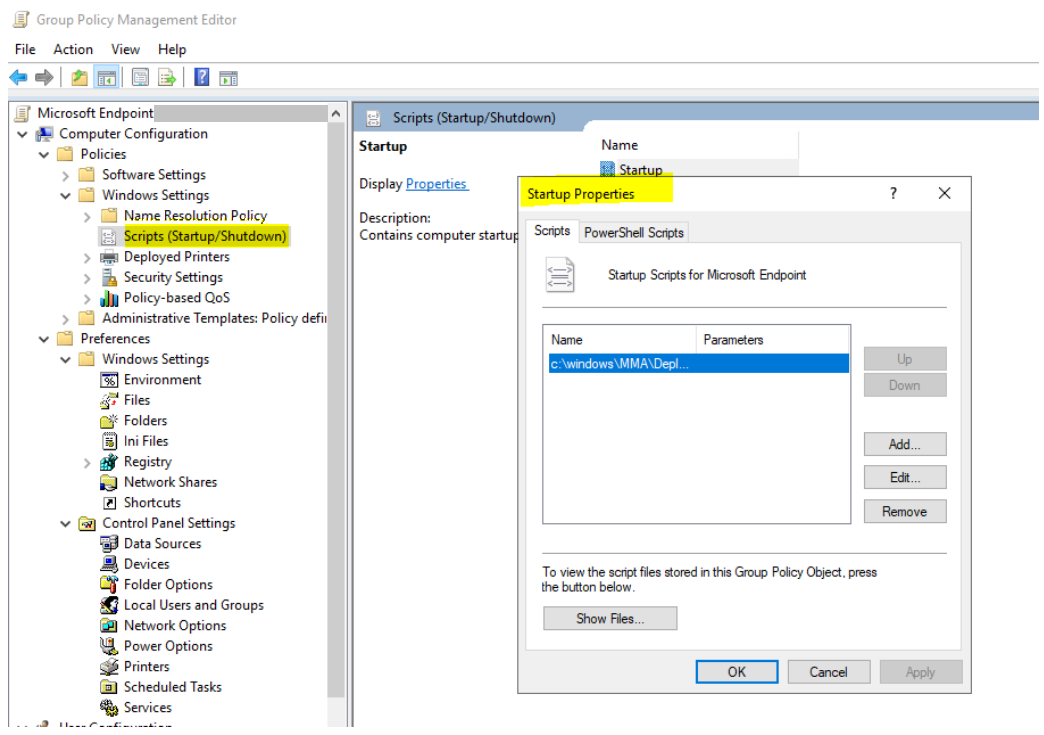 Group Policy Management Editor
File Action View Help
Microsoft Endpoint
Computer Configuration
Policies
Software Settings
Windows Settings
Name Resolution Policy
Scripts (Startup/Shutdown)
Deployed Printers
Security Settings
Policy-based QoS
Administrative Templates: Policy defin
Preferences
Windows Settings
Environment
Files
Folders
Ini Files
Registry
Network Shares
Shortcuts
Control Panel Settings
Data Sources
Devices
Folder Options
Local Users and Groups
Network Options
Power Options
Printers
Scheduled Tasks
Services
User Configuration
Scripts (Startup/Shutdown)
Startup
Display Properties
Description:
Contains computer startup
Name
Startup
Startup Properties
?
Scripts PowerShell Scripts
Startup Scripts for Microsoft Endpoint
Name Parameters
c:\windows\MMA\Depl...
Up
Down
Add...
Edit...
Remove
To view the script files stored in this Group Policy Object, press
the button below.
Show Files...
OK Cancel Apply